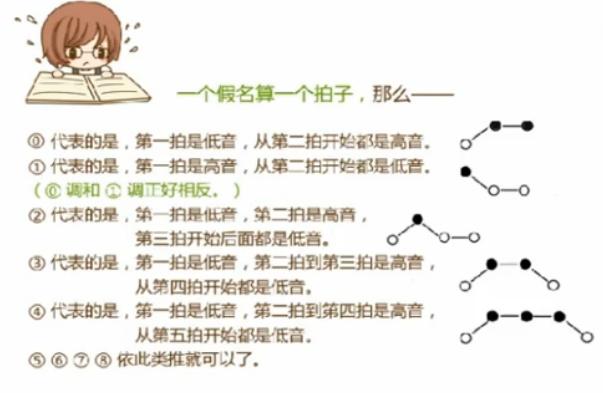 一个假名算一个拍子，那么——
⓪ 代表的是，第一拍是低音，从第二拍开始都是高音。
① 代表的是，第一拍是高音，从第二拍开始都是低音。
（⓪ 调和 ① 调正好相反。）
② 代表的是，第一拍是低音，第二拍是高音，
第三拍开始后面都是低音。
③ 代表的是，第一拍是低音，第二拍到第三拍是高音，
从第四拍开始都是低音。
④ 代表的是，第一拍是低音，第二拍到第四拍是高音，
从第五拍开始都是低音。
⑤ ⑥ ⑦ ⑧ 依此类推就可以了。